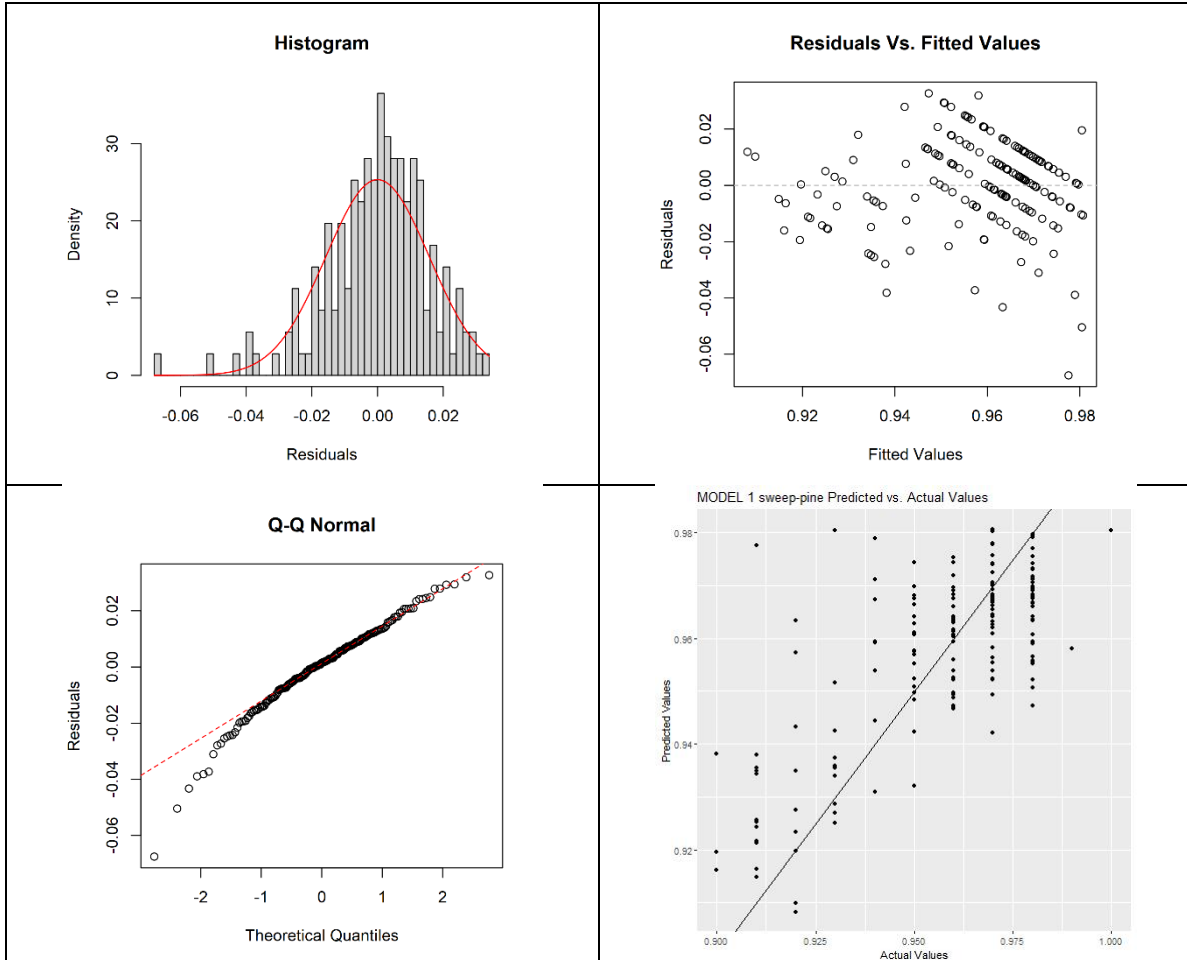 Histogram
Density
0 10 20 30
-0.06 -0.04 -0.02 0.00 0.02
Residuals
Residuals Vs. Fitted Values
Residuals
-0.06 -0.04 -0.02 0.00 0.02
0.92 0.94 0.96 0.98
Fitted Values
Q-Q Normal
Residuals
-0.06 -0.04 -0.02 0.00 0.02
-2 -1 0 1 2
Theoretical Quantiles
MODEL 1 sweep-pine Predicted vs. Actual Values
Predicted Values
0.98
0.96
0.94
0.92
0.900 0.925 0.950 0.975 1.000
Actual Values